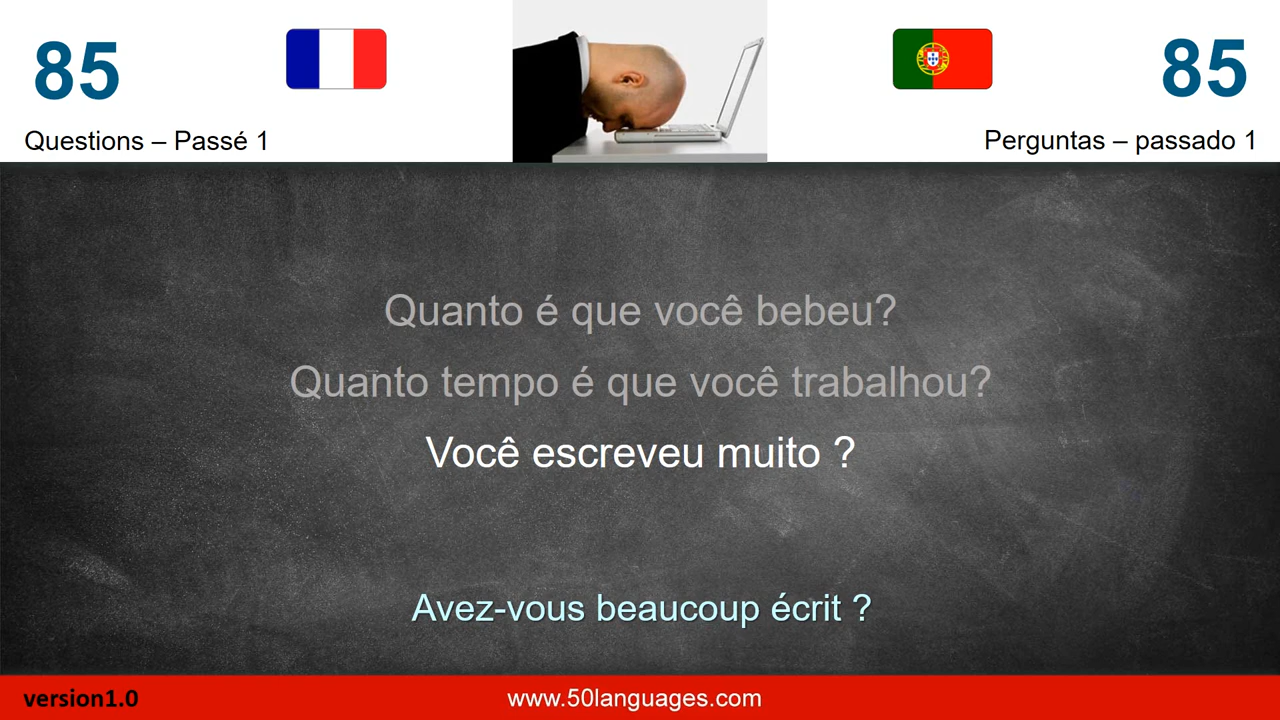 85
85
Questions – Passé 1
Perguntas – passado 1
Quanto é que você bebeu?
Quanto tempo é que você trabalhou?
Você escreveu muito ?
Avez-vous beaucoup écrit ?
version1.0
www.50languages.com